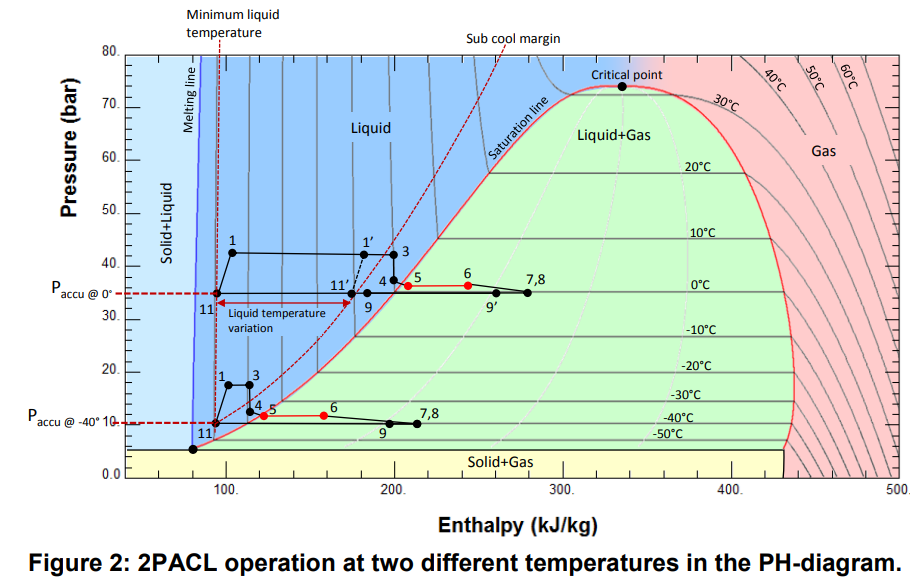 Minimum liquid
temperature
Sub cool margin
80.
70.
60.
50.
40.
30.
20.
10.
0.0
Pressure (bar)
Melting line
Solid+Liquid
Liquid
Saturation line
Critical point
Liquid+Gas
Gas
30°C
40°C
50°C
60°C
20°C
10°C
0°C
-10°C
-20°C
-30°C
-40°C
-50°C
1
1’
3
4
5
6
7,8
9
9’
11
11’
P accu @ 0°
Liquid temperature
variation
1
3
4
5
6
7,8
9
11
P accu @ -40°
Solid+Gas
100.
200.
300.
400.
500.
Enthalpy (kJ/kg)
Figure 2: 2PACL operation at two different temperatures in the PH-diagram.